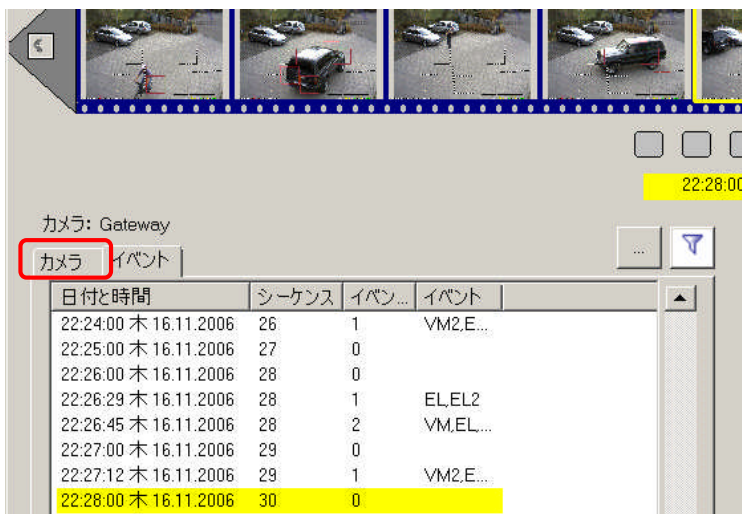 22:28:00
カメラ: Gateway
...
カメラ イベント
日付と時間 シーケンス イベン... イベント
22:24:00 木 16.11.2006 26 1 VM2,E...
22:25:00 木 16.11.2006 27 0
22:26:00 木 16.11.2006 28 0
22:26:29 木 16.11.2006 28 1 EL,EL2
22:26:45 木 16.11.2006 28 2 VM,EL,...
22:27:00 木 16.11.2006 29 0
22:27:12 木 16.11.2006 29 1 VM2,E...
22:28:00 木 16.11.2006 30 0